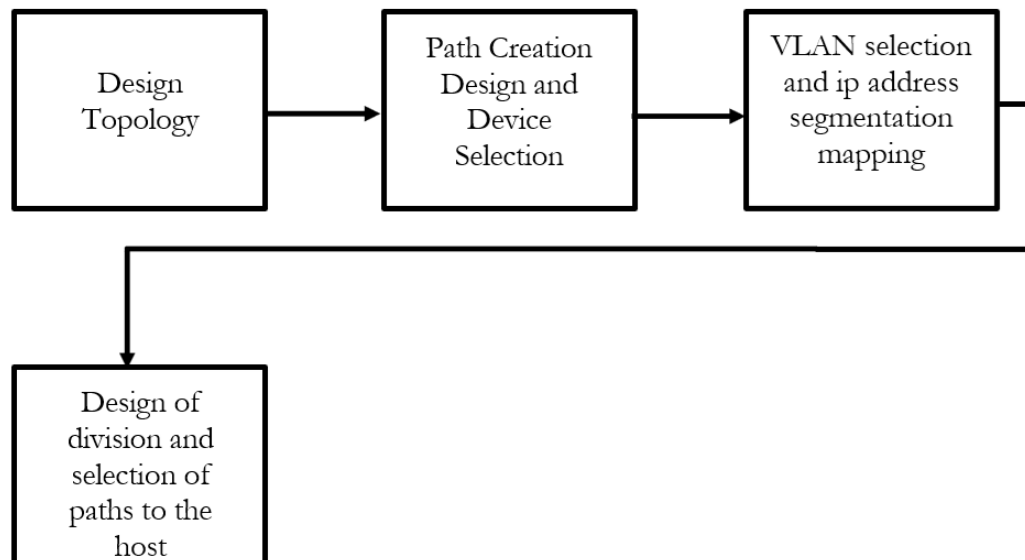 Design
Topology
Path Creation
Design and
Device
Selection
VLAN selection
and ip address
segmentation
mapping
Design of
division and
selection of
paths to the
host